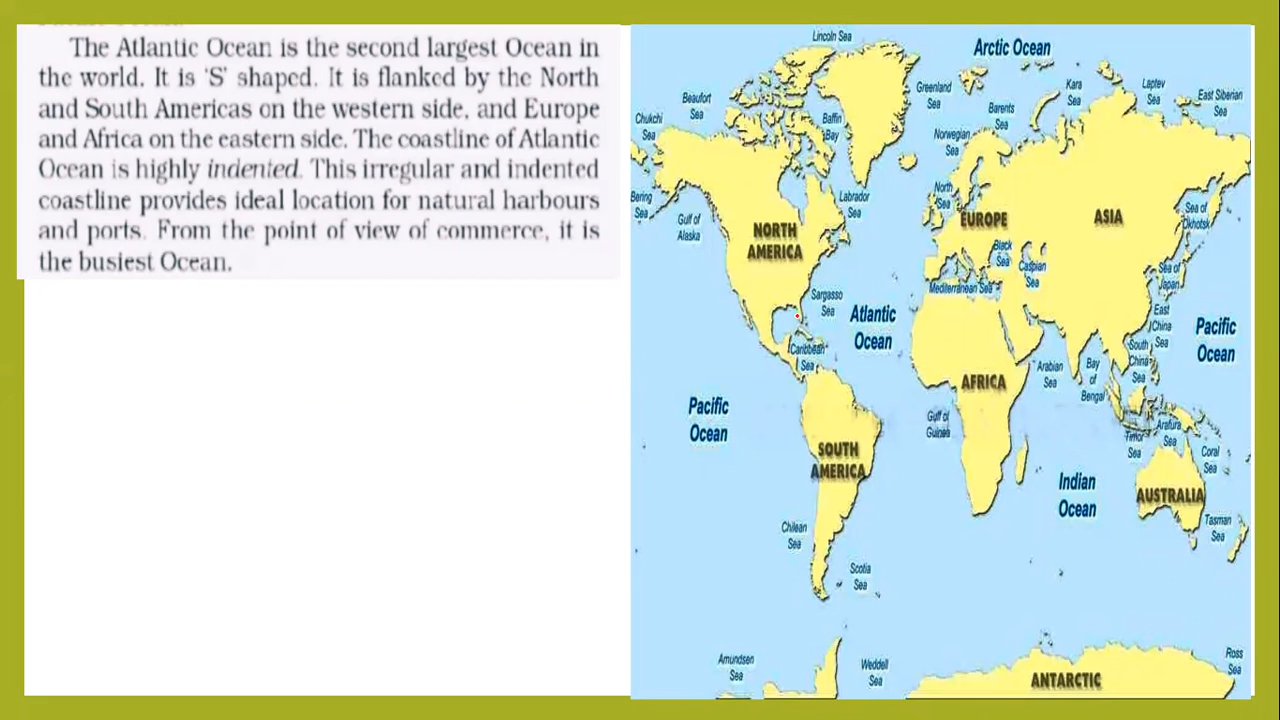 The Atlantic Ocean is the second largest Ocean in
the world. It is 'S' shaped. It is flanked by the North
and South Americas on the western side, and Europe
and Africa on the eastern side. The coastline of Atlantic
Ocean is highly indented. This irregular and indented
coastline provides ideal location for natural harbours
and ports. From the point of view of commerce, it is
the busiest Ocean.
Lincoln Sea
Arctic Ocean
Greenland
Sea
Kara
Sea
Laptev
Sea
East Siberian
Sea
Beaufort
Sea
Barents
Sea
Chukchi
Sea
Baffin
Bay
Norwegian
Sea
Bering
Sea
Labrador
Sea
North
Sea
Gulf of
Alaska
NORTH
AMERICA
EUROPE
ASIA
Sea of
Okhotsk
Black
Sea
Caspian
Sea
Sea of
Japan
Mediterranean Sea
Sargasso
Sea
Atlantic
Ocean
East
China
Sea
Pacific
Ocean
Caribbean
Sea
South
China
Sea
Arabian
Sea
Bay
of
Bengal
AFRICA
Pacific
Ocean
Gulf of
Guinea
Timor
Sea
Arafura
Sea
Coral
Sea
SOUTH
AMERICA
Indian
Ocean
AUSTRALIA
Chilean
Sea
Tasman
Sea
Scotia
Sea
Amundsen
Sea
Weddell
Sea
Ross
Sea
ANTARCTIC